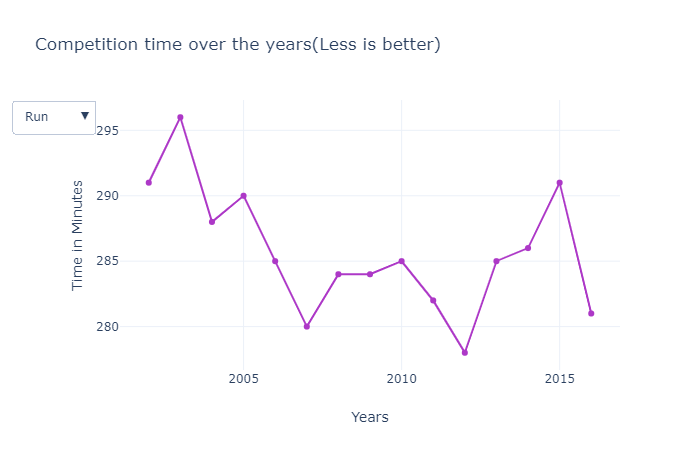 Competition time over the years(Less is better)
Run ▼
295
290
285
280
Time in Minutes
2005 2010 2015
Years